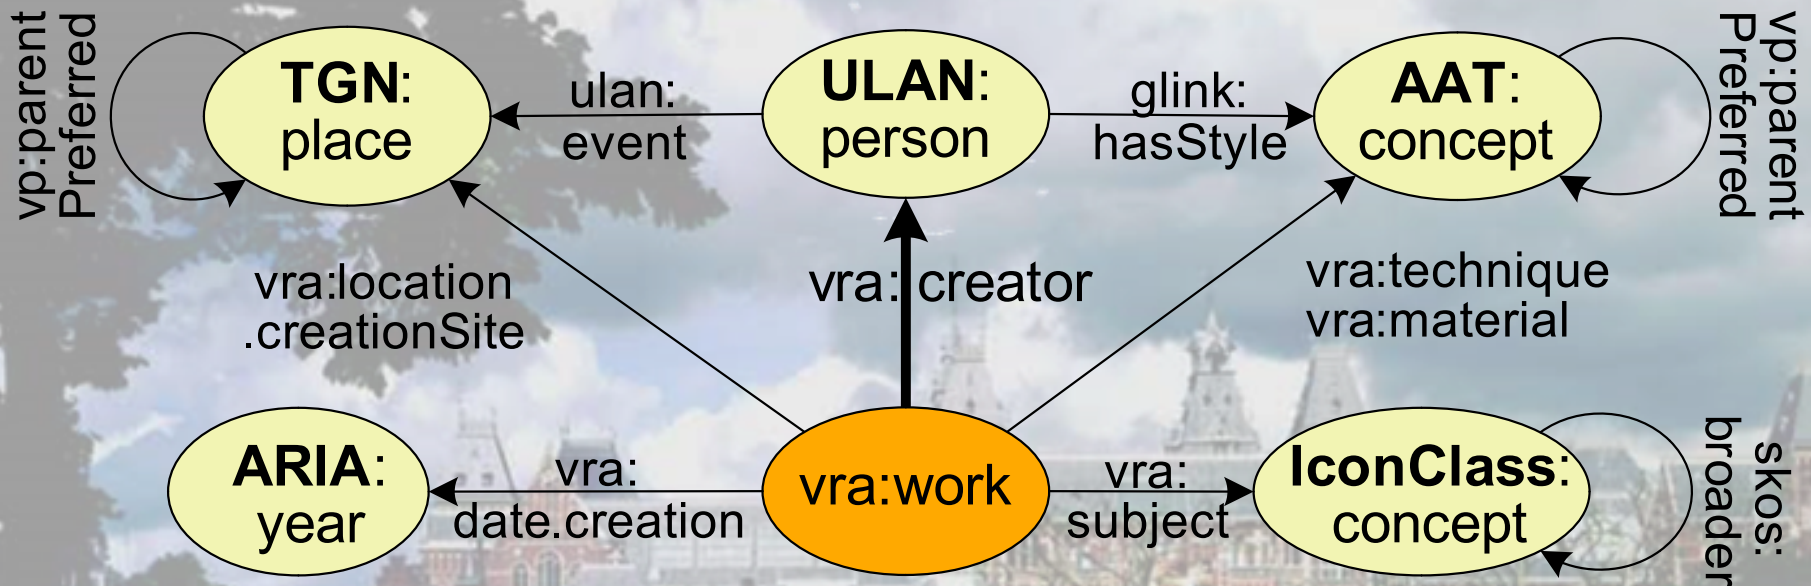 vp:parent
Preferred
TGN:
place
ulan:
event
ULAN:
person
glink:
hasStyle
AAT:
concept
vp:parent
Preferred
vra:location
.creationSite
vra: creator
vra:technique
vra:material
ARIA:
year
vra:
date.creation
vra:work
vra:
subject
IconClass:
concept
skos:
broader